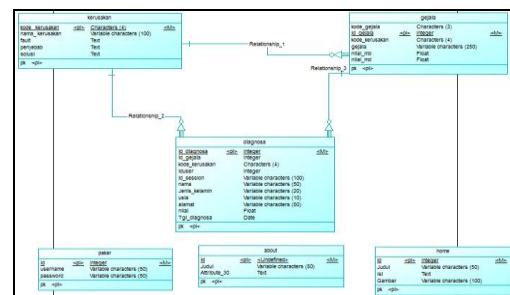 kerusakan
kode_kerusakan <pi> Characters (4) <M>
nama_kerusakan Variable characters (100)
fault Text
penyebab Text
solusi Text
pk <pi>
gejala
kode_gejala Characters (3)
id_gejala <pi> Integer <M>
kode_kerusakan Characters (4)
gejala Variable characters (250)
nilai_mb Float
nilai_md Float
pk <pi>
Relationship_1
Relationship_3
Relationship_2
diagnosa
id_diagnosa <pi> Integer <M>
id_gejala Integer
kode_kerusakan Characters (4)
iduser Integer
id_session Variable characters (100)
nama Variable characters (50)
Jenis_kelamin Variable characters (20)
usia Variable characters (10)
alamat Variable characters (50)
nilai Float
Tgl_diagnosa Date
pk <pi>
pakar
id <pi> Integer <M>
username Variable characters (50)
password Variable characters (50)
pk <pi>
about
id <pi> <Undefined> <M>
Judul Variable characters (50)
Attribute_30 Text
pk <pi>
home
id <pi> Integer <M>
Judul Variable characters (50)
isi Text
Gambar Variable characters (100)
pk <pi>